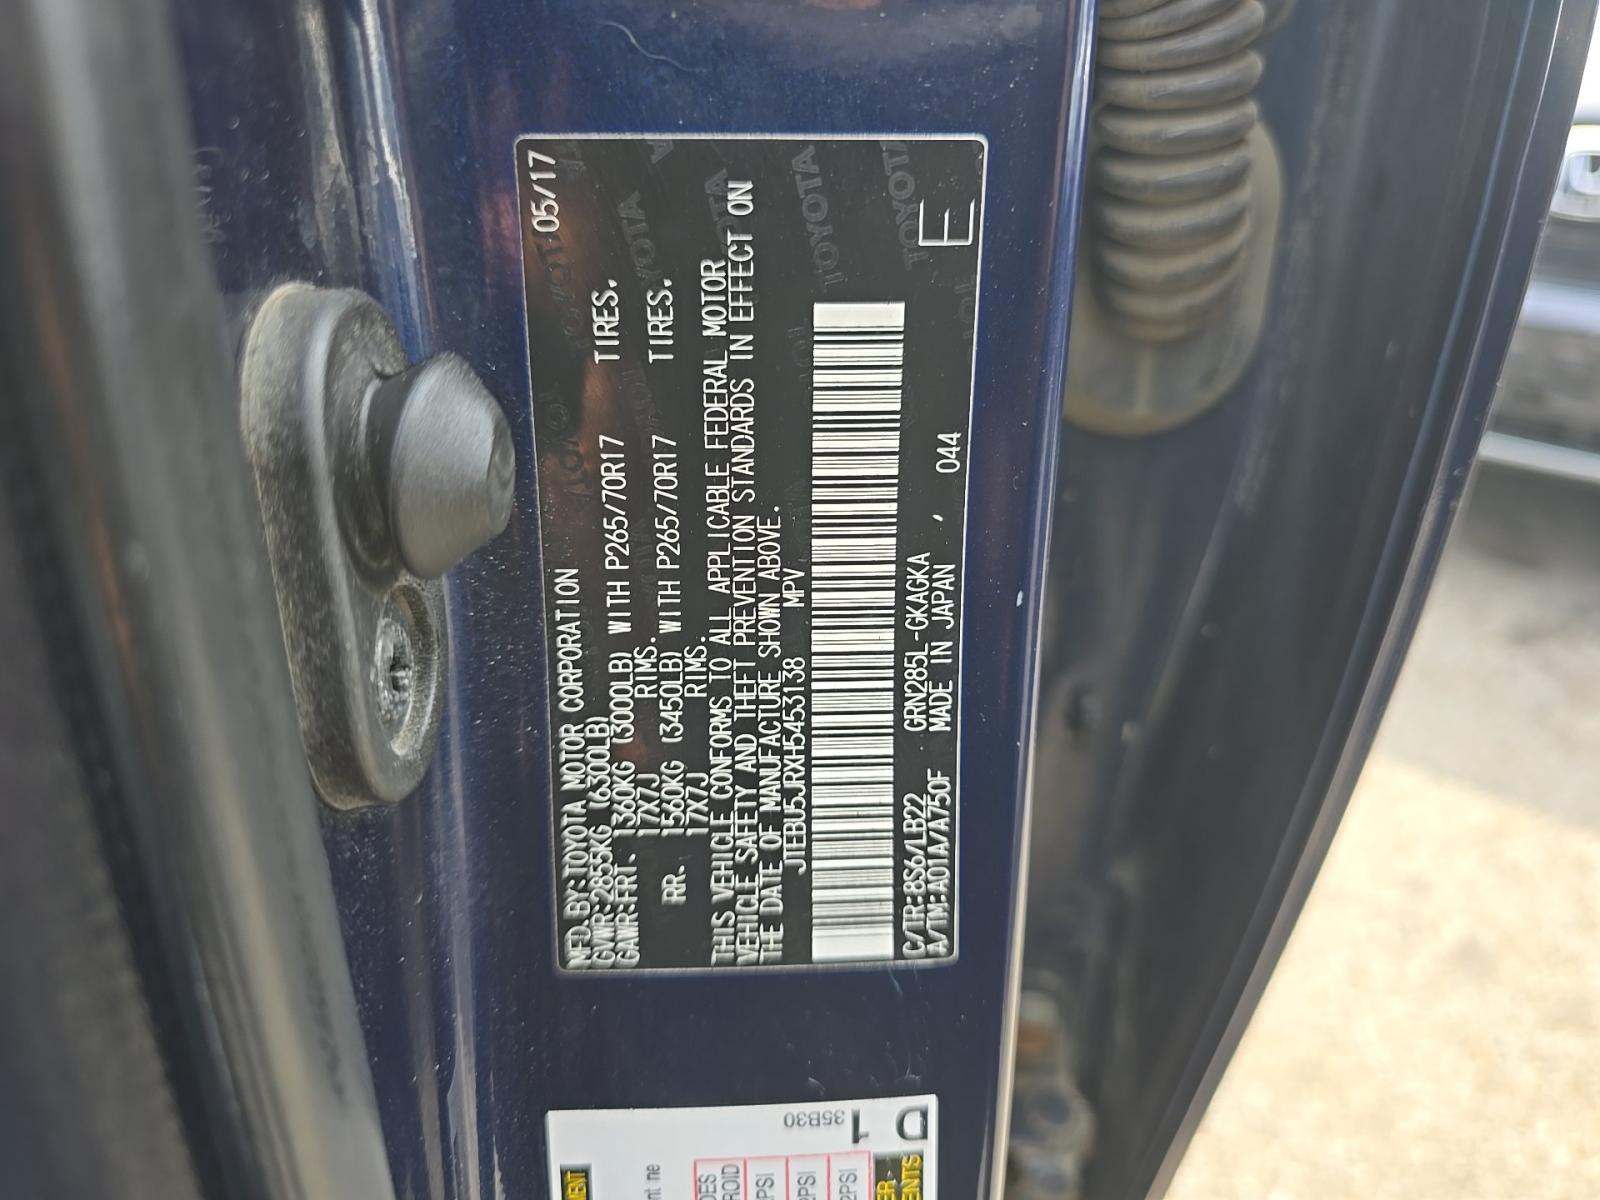 MFD.BY:TOYOTA MOTOR CORPORATION 05/17
GVWR:2855KG (6300LB)
GAWR:FRT. 1360KG (3000LB) WITH P265/70R17 TIRES.
17X7J RIMS.
RR. 1560KG (3450LB) WITH P265/70R17 TIRES.
17X7J RIMS.
THIS VEHICLE CONFORMS TO ALL APPLICABLE FEDERAL MOTOR
VEHICLE SAFETY AND THEFT PREVENTION STANDARDS IN EFFECT ON
THE DATE OF MANUFACTURE SHOWN ABOVE.
JTEBU5JRXH5453138 MPV
C/TR:8S6/LB22 GRN285L-GKAGKA
A/TM:A01A/A750F MADE IN JAPAN , 044
E
TOYOTA
35B30
1
D